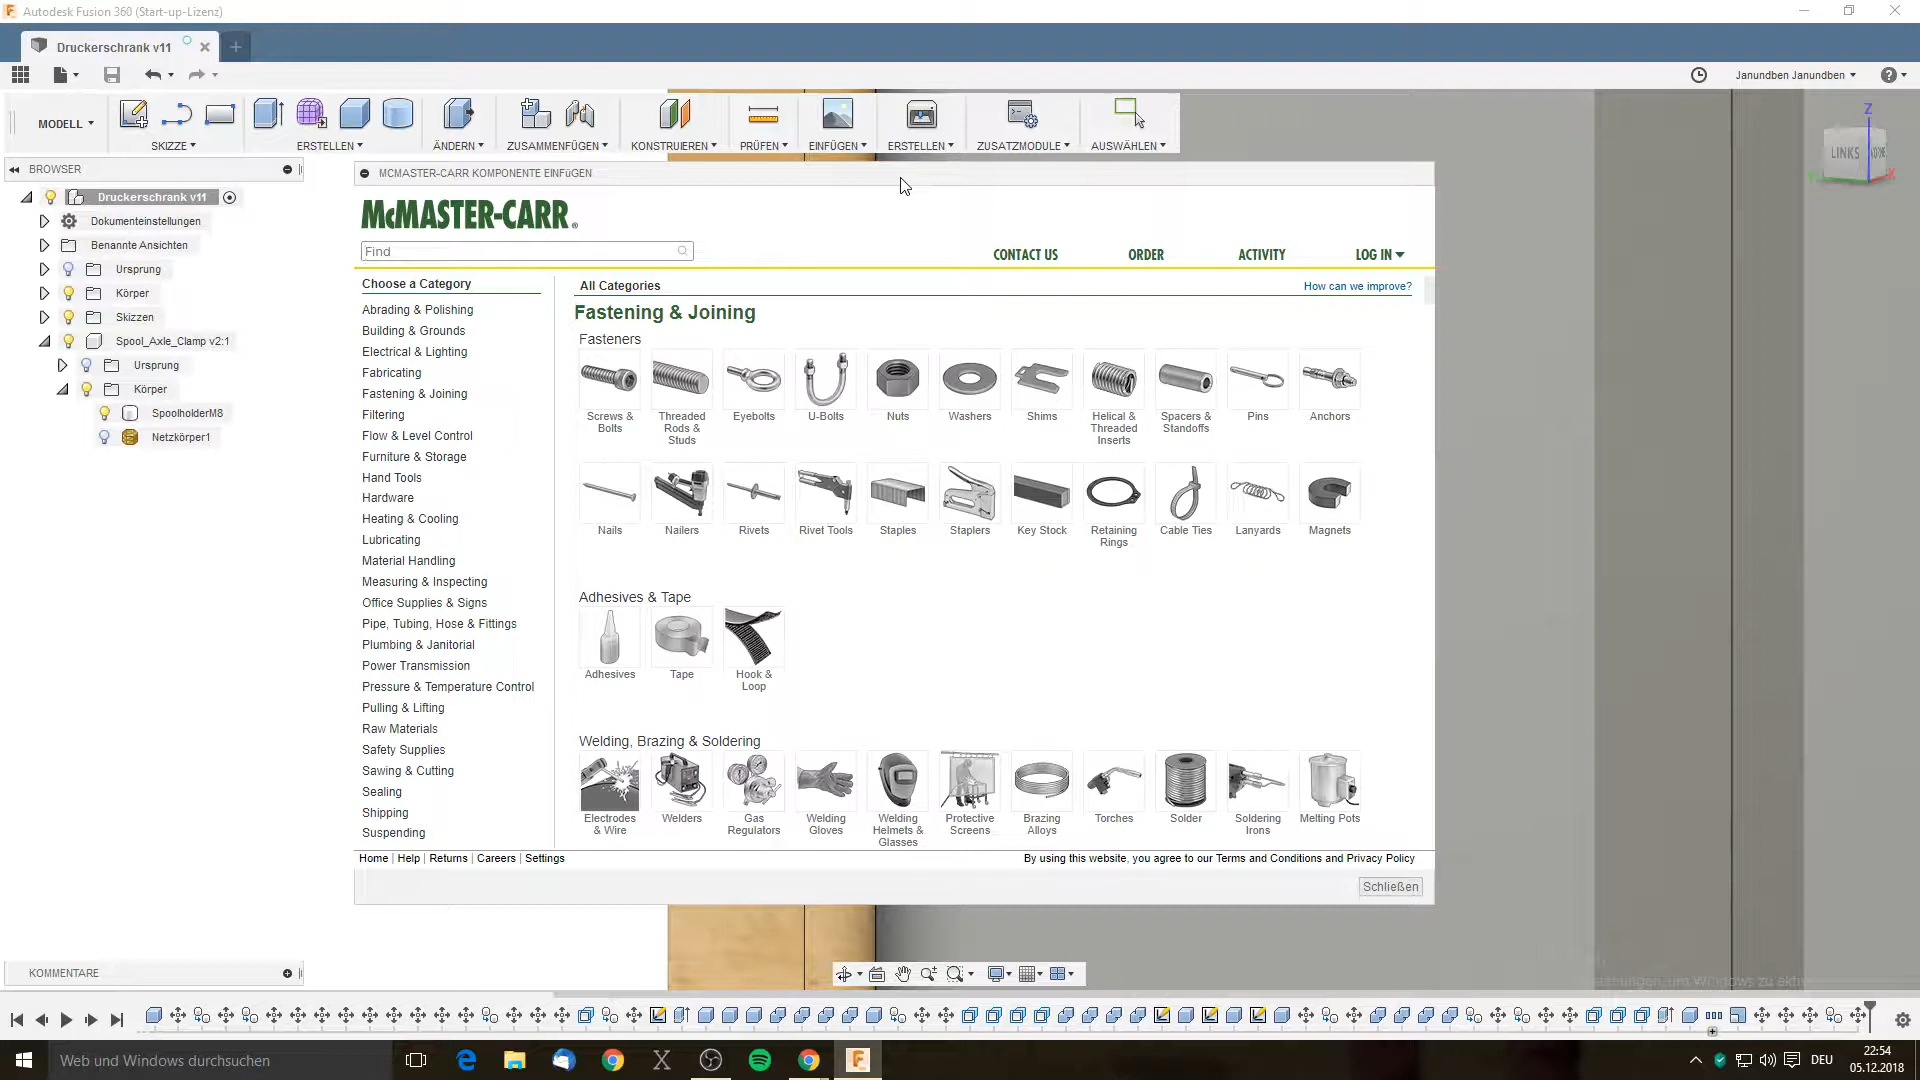 Autodesk Fusion 360 (Start-up-Lizenz)
Druckerschrank v11
Janundben Janundben
MODELL
SKIZZE
ERSTELLEN
ÄNDERN
ZUSAMMENFÜGEN
KONSTRUIEREN
PRÜFEN
EINFÜGEN
ERSTELLEN
ZUSATZMODULE
AUSWÄHLEN
Z
LINKS
BROWSER
Druckerschrank v11
Dokumenteinstellungen
Benannte Ansichten
Ursprung
Körper
Skizzen
Spool_Axle_Clamp v2:1
Ursprung
Körper
SpoolholderM8
Netzkörper1
MCMASTER-CARR KOMPONENTE EINFüGEN
McMASTER-CARR®
Find
CONTACT US
ORDER
ACTIVITY
LOG IN
Choose a Category
Abrading & Polishing
Building & Grounds
Electrical & Lighting
Fabricating
Fastening & Joining
Filtering
Flow & Level Control
Furniture & Storage
Hand Tools
Hardware
Heating & Cooling
Lubricating
Material Handling
Measuring & Inspecting
Office Supplies & Signs
Pipe, Tubing, Hose & Fittings
Plumbing & Janitorial
Power Transmission
Pressure & Temperature Control
Pulling & Lifting
Raw Materials
Safety Supplies
Sawing & Cutting
Sealing
Shipping
Suspending
All Categories
How can we improve?
Fastening & Joining
Fasteners
Screws &
Bolts
Threaded
Rods &
Studs
Eyebolts
U-Bolts
Nuts
Washers
Shims
Helical &
Threaded
Inserts
Spacers &
Standoffs
Pins
Anchors
Nails
Nailers
Rivets
Rivet Tools
Staples
Staplers
Key Stock
Retaining
Rings
Cable Ties
Lanyards
Magnets
Adhesives & Tape
Adhesives
Tape
Hook &
Loop
Welding, Brazing & Soldering
Electrodes
& Wire
Welders
Gas
Regulators
Welding
Gloves
Welding
Helmets &
Glasses
Protective
Screens
Brazing
Alloys
Torches
Solder
Soldering
Irons
Melting Pots
Home | Help | Returns | Careers | Settings
By using this website, you agree to our Terms and Conditions and Privacy Policy
Schließen
KOMMENTARE
um Windows zu
Web und Windows durchsuchen
DEU
22:54
05.12.2018